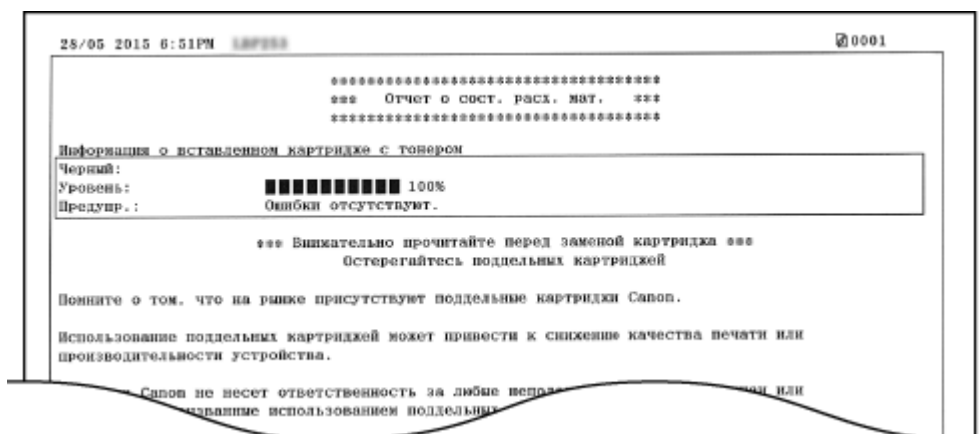 28/05 2015 6:51PM LBP253 0001
************************************
*** Отчет о сост. расх. мат. ***
************************************
Информация о вставленном картридже с тонером
Черный:
Уровень: 100%
Предупр.: Ошибки отсутствуют.
*** Внимательно прочитайте перед заменой картриджа ***
Остерегайтесь поддельных картриджей
Помните о том, что на рынке присутствуют поддельные картриджи Canon.
Использование поддельных картриджей может привести к снижению качества печати или
производительности устройства.
Canon не несет ответственность за любые или
использованием